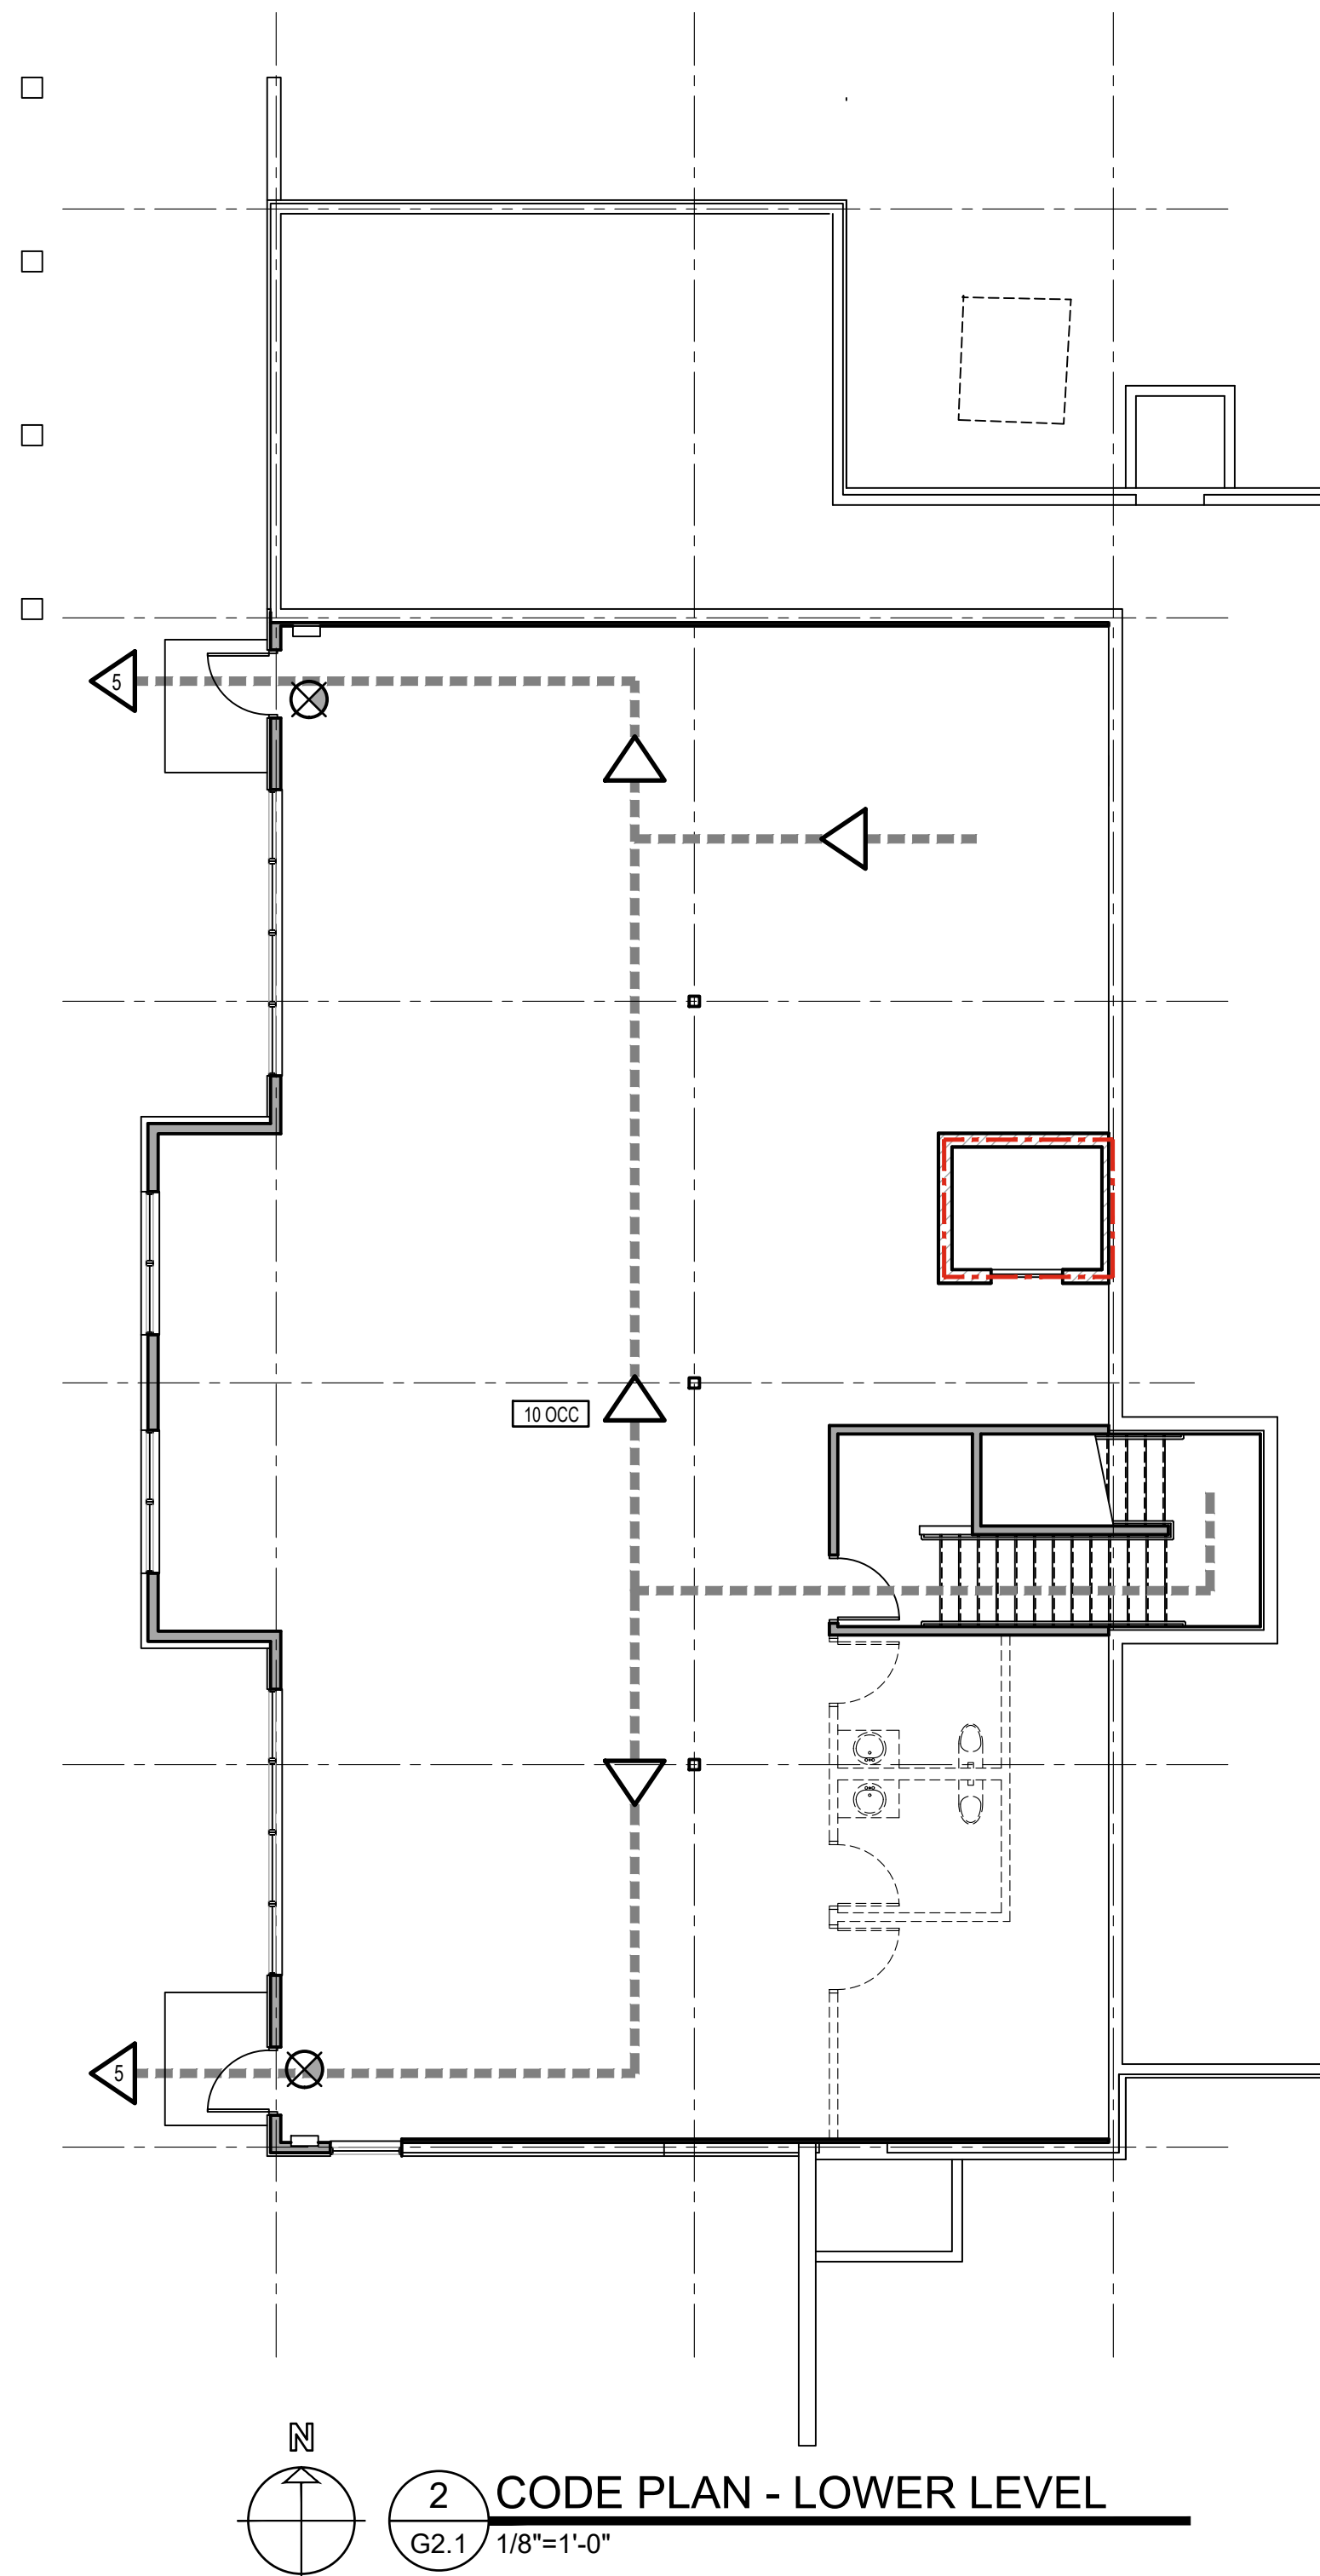 5
10 OCC
5
N
2
CODE PLAN - LOWER LEVEL
G2.1
1/8"=1'-0"